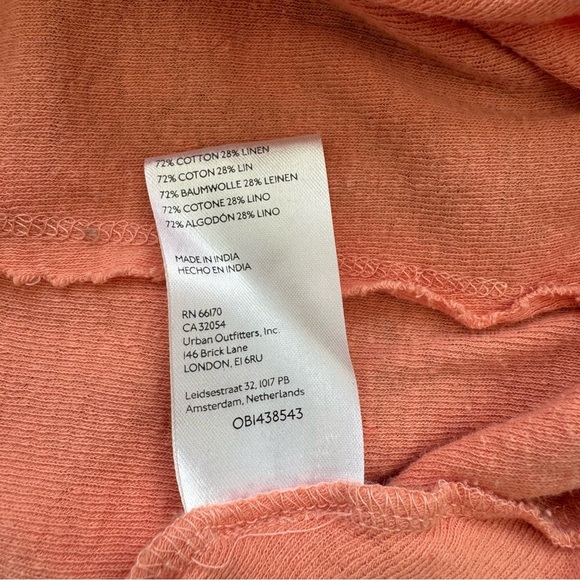 72% COTTON 28% LINEN
72% COTON 28% LIN
72% BAUMWOLLE 28% LEINEN
72% COTONE 28% LINO
72% ALGODÓN 28% LINO
MADE IN INDIA
HECHO EN INDIA
RN 66170
CA 32054
Urban Outfitters, Inc.
146 Brick Lane
LONDON, E1 6RU
Leidsestraat 32, 1017 PB
Amsterdam, Netherlands
OB1438543